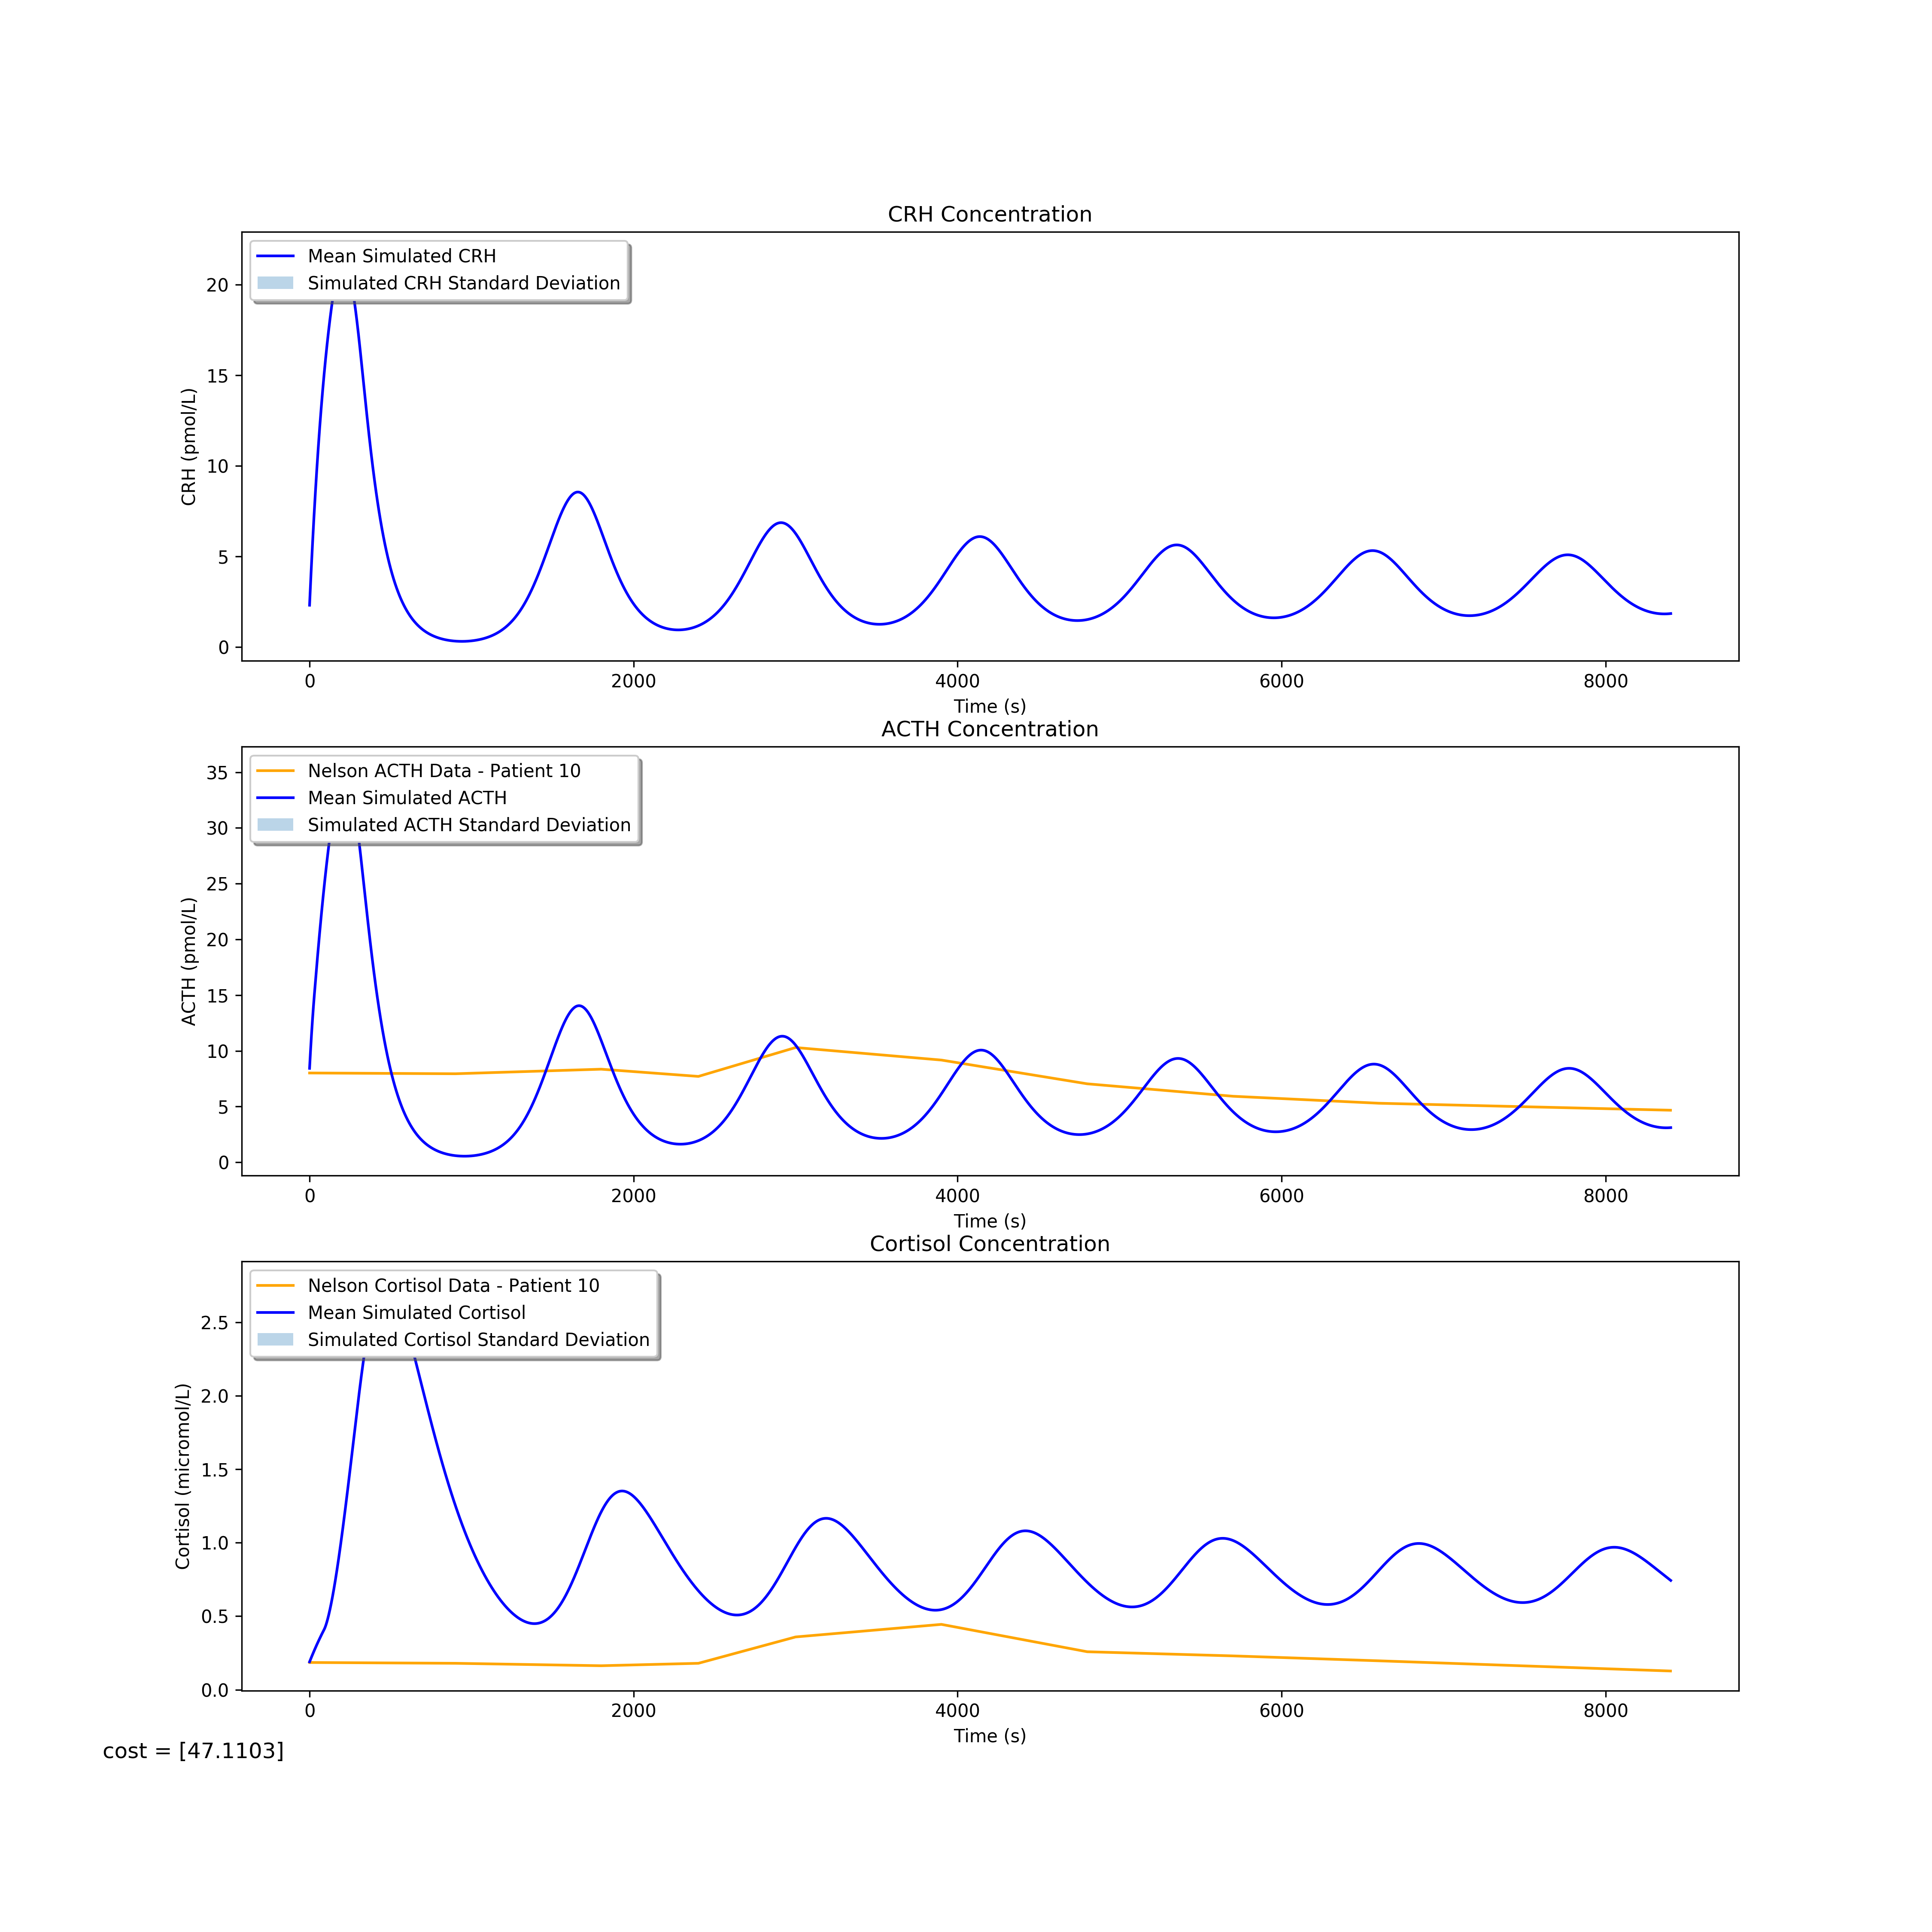 CRH Concentration
Mean Simulated CRH
Simulated CRH Standard Deviation
20
15
10
5
0
CRH (pmol/L)
0 2000 4000 6000 8000
Time (s)
ACTH Concentration
Nelson ACTH Data - Patient 10
Mean Simulated ACTH
Simulated ACTH Standard Deviation
35
30
25
20
15
10
5
0
ACTH (pmol/L)
0 2000 4000 6000 8000
Time (s)
Cortisol Concentration
Nelson Cortisol Data - Patient 10
Mean Simulated Cortisol
Simulated Cortisol Standard Deviation
2.5
2.0
1.5
1.0
0.5
0.0
Cortisol (micromol/L)
0 2000 4000 6000 8000
Time (s)
cost = [47.1103]